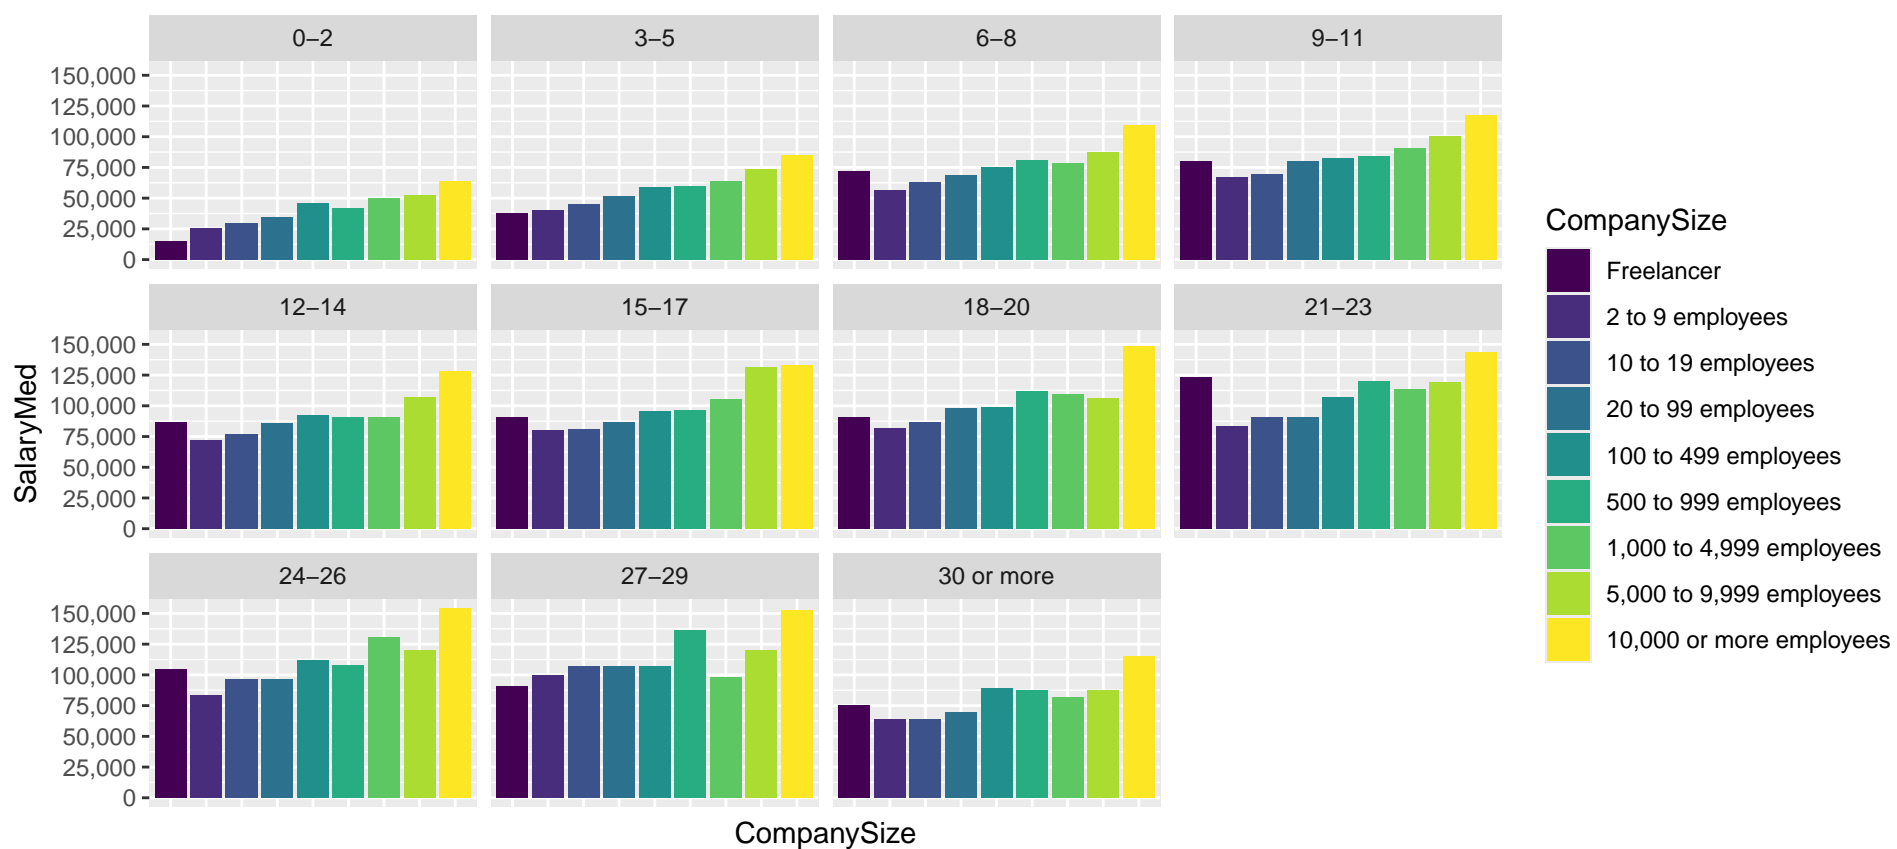 0–2
3–5
6–8
9–11
150,000
125,000
100,000
75,000
50,000
25,000
0
12–14
15–17
18–20
21–23
150,000
125,000
100,000
75,000
50,000
25,000
0
24–26
27–29
30 or more
150,000
125,000
100,000
75,000
50,000
25,000
0
SalaryMed
CompanySize
CompanySize
Freelancer
2 to 9 employees
10 to 19 employees
20 to 99 employees
100 to 499 employees
500 to 999 employees
1,000 to 4,999 employees
5,000 to 9,999 employees
10,000 or more employees